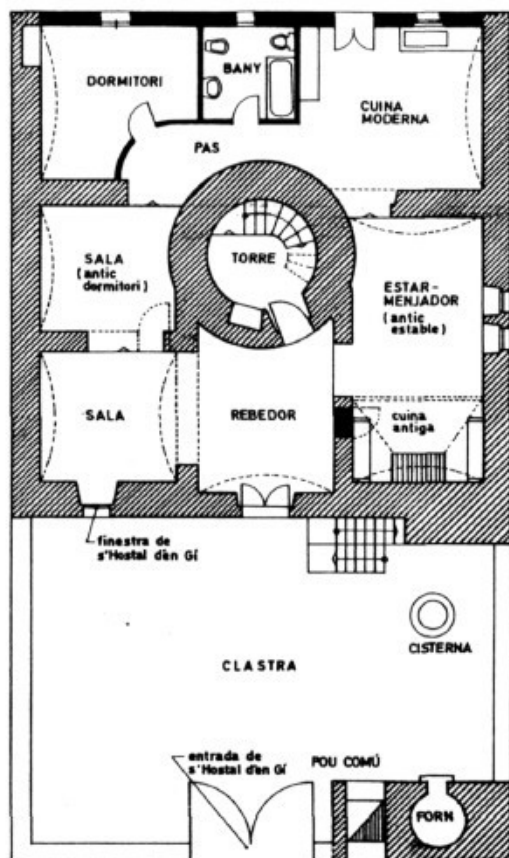 DORMITORI
BANY
CUINA
MODERNA
PAS
SALA
(antic
dormitori)
TORRE
ESTAR-
MENJADOR
(antic
estable)
SALA
REBEDOR
cuina
antiga
finestra de
s'Hostal d'en Gí
CISTERNA
CLASTRA
entrada de
s'Hostal d'en Gí
POU COMÚ
FORN